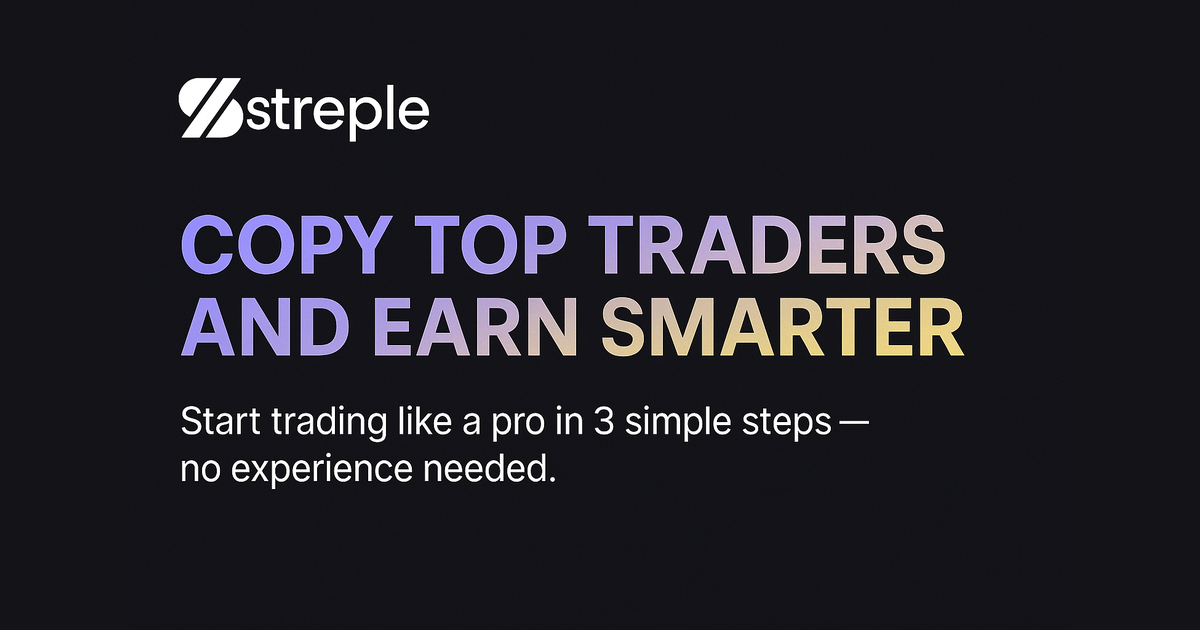 streple
COPY TOP TRADERS
AND EARN SMARTER
Start trading like a pro in 3 simple steps —
no experience needed.